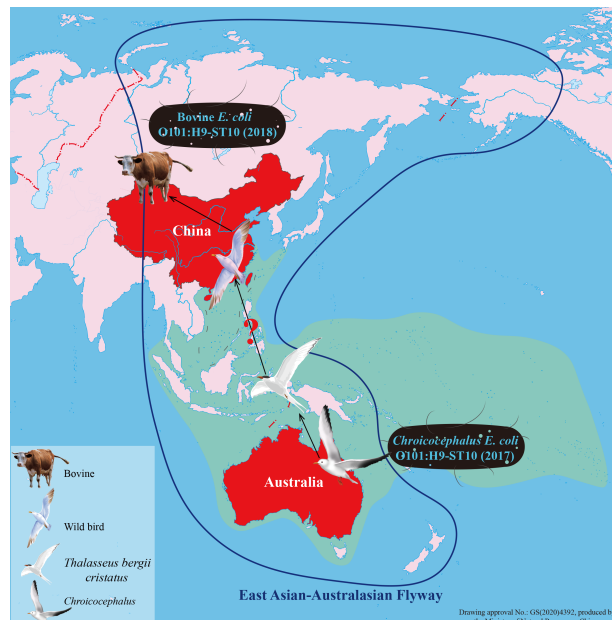 Bovine E. coli
O101:H9-ST10 (2018)
China
Chroicocephalus E. coli
O101:H9-ST10 (2017)
Australia
Bovine
Wild bird
Thalasseus bergii
cristatus
Chroicocephalus
East Asian-Australasian Flyway
Drawing approval No.: GS(2020)4392, produced by